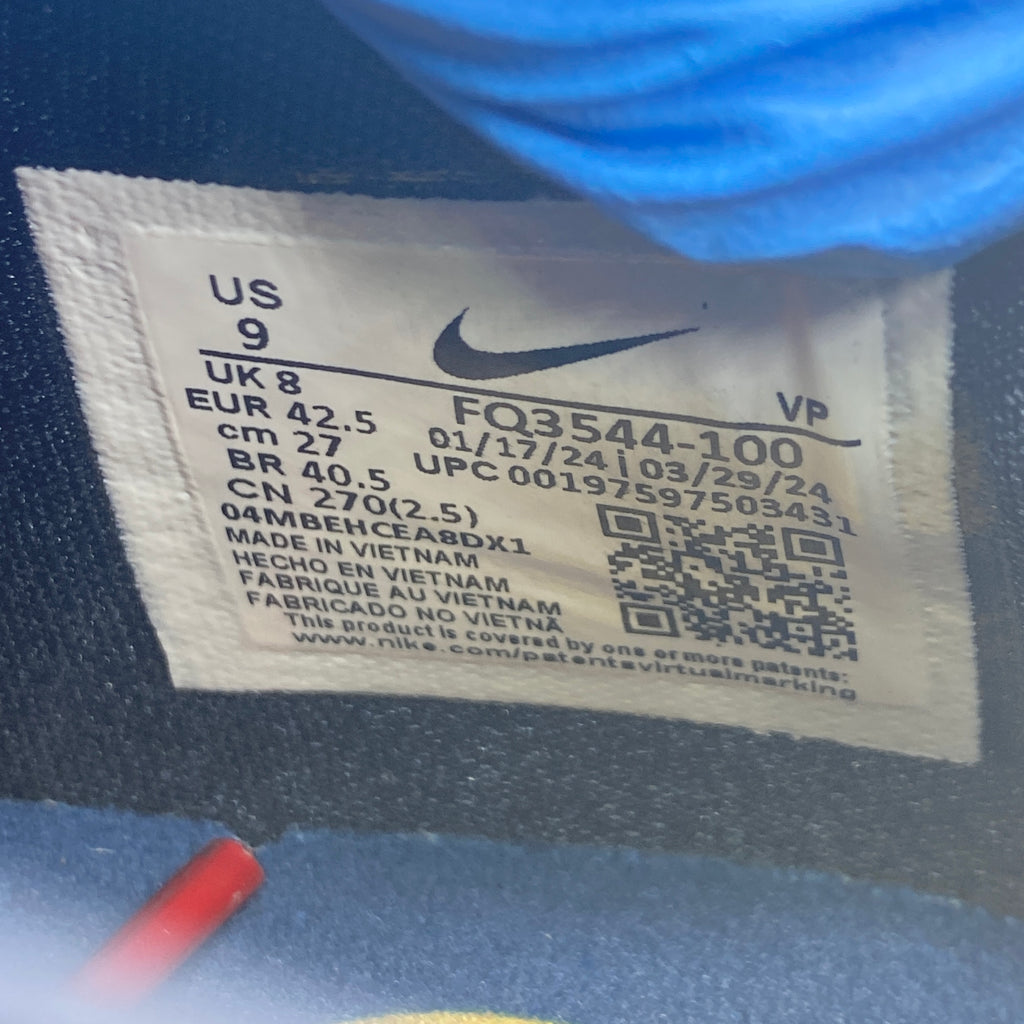 US
9
VP
UK 8
EUR 42.5
cm 27
BR 40.5
CN 270(2.5)
FQ3544-100
01/17/24 | 03/29/24
UPC 00197597503431
04MBEHCEA8DX1
MADE IN VIETNAM
HECHO EN VIETNAM
FABRIQUE AU VIETNAM
FABRICADO NO VIETNÃ
This product is covered by one or more patents:
www.nike.com/patentsvirtualmarking